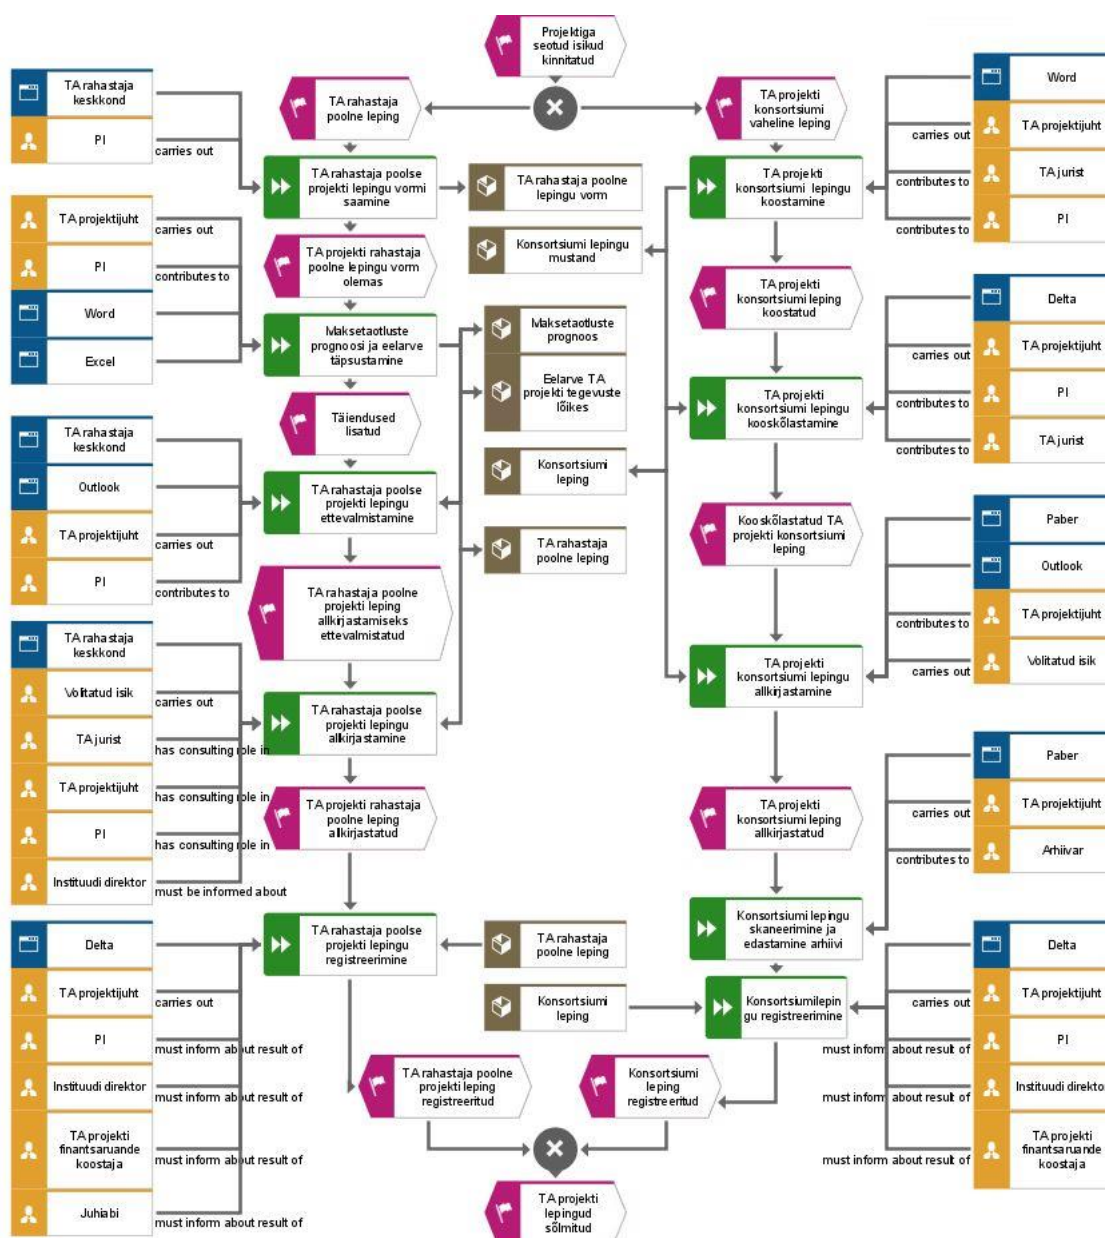 Projektiga
seotud isikud
kinnitatud
TA rahastaja
poolne leping
TA projekti
konsortsiumi
vaheline leping
TA rahastaja
keskkond
PI
carries out
TA rahastaja poolse
projekti lepingu vormi
saamine
TA rahastaja poolne
lepingu vorm
TA projekti
konsortsiumi lepingu
koostamine
Word
TA projektijuht
carries out
TA jurist
contributes to
PI
contributes to
TA projektijuht
carries out
PI
contributes to
Word
Excel
TA projekti rahastaja
poolne lepingu vorm
olemas
Konsortsiumi lepingu
mustand
TA projekti
konsortsiumi leping
koostatud
Maksetaotluste
prognoosi ja eelarve
täpsustamine
Maksetaotluste
prognoos
Eelarve TA
projekti tegevuste
lõikes
Delta
TA projektijuht
carries out
PI
contributes to
TA jurist
contributes to
Täiendused
lisatud
TA projekti
konsortsiumi lepingu
kooskõlastamine
TA rahastaja
keskkond
Outlook
TA projektijuht
carries out
PI
contributes to
TA rahastaja poolse
projekti lepingu
ettevalmistamine
Konsortsiumi
leping
TA rahastaja
poolne leping
Kooskõlastatud TA
projekti konsortsiumi
leping
Paber
Outlook
TA projektijuht
contributes to
Volitatud isik
carries out
TA rahastaja poolne
projekti leping
allkirjastamiseks
ettevalmistatud
TA projekti
konsortsiumi lepingu
allkirjastamine
TA rahastaja
keskkond
Volitatud isik
carries out
TA jurist
has consulting role in
TA projektijuht
has consulting role in
PI
has consulting role in
Instituudi direktor
must be informed about
TA rahastaja poolse
projekti lepingu
allkirjastamine
TA projekti rahastaja
poolne leping
allkirjastatud
TA projekti
konsortsiumi leping
allkirjastatud
Paber
TA projektijuht
carries out
Arhiivar
contributes to
Delta
TA projektijuht
carries out
PI
must inform about result of
Instituudi direktor
must inform about result of
TA projekti
finantsaruande
koostaja
must inform about result of
Juhiabi
must inform about result of
TA rahastaja poolse
projekti lepingu
registreerimine
TA rahastaja
poolne leping
Konsortsiumi
leping
Konsortsiumi lepingu
skaneerimine ja
edastamine arhiivi
Konsortsiumilepin
gu registreerimine
Delta
TA projektijuht
carries out
PI
must inform about result of
Instituudi direktor
must inform about result of
TA projekti
finantsaruande
koostaja
must inform about result of
TA rahastaja poolne
projekti leping
registreeritud
Konsortsiumi
leping
registreeritud
TA projekti
lepingud
sõlmitud